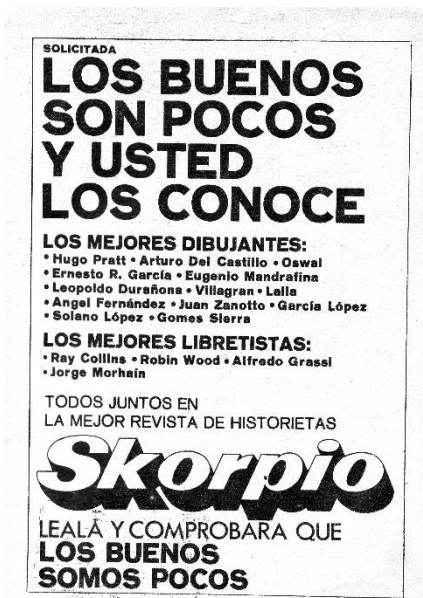 SOLICITADA
LOS BUENOS
SON POCOS
Y USTED
LOS CONOCE
LOS MEJORES DIBUJANTES:
• Hugo Pratt • Arturo Del Castillo • Oswal
• Ernesto R. García • Eugenio Mandrafina
• Leopoldo Durañona • Villagran • Lalia
• Angel Fernández • Juan Zanotto • García López
• Solano López • Gomes Sierra
LOS MEJORES LIBRETISTAS:
• Ray Collins • Robin Wood • Alfredo Grassi
• Jorge Morhain
TODOS JUNTOS EN
LA MEJOR REVISTA DE HISTORIETAS
Skorpio
LEALA Y COMPROBARA QUE
LOS BUENOS
SOMOS POCOS